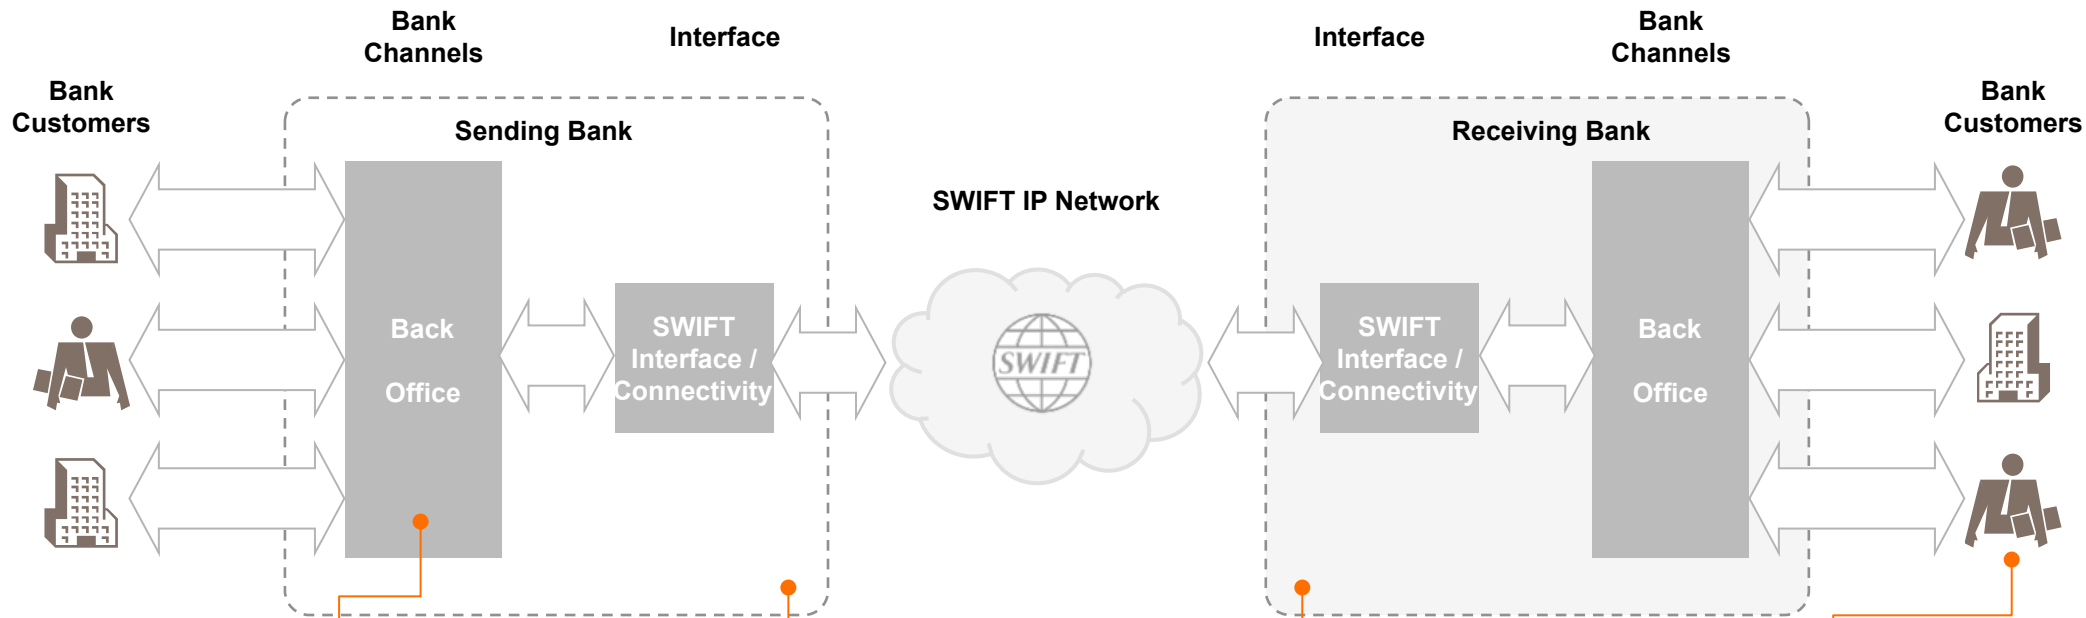 Bank
Channels
Interface
Interface
Bank
Channels
Bank
Customers
Bank
Customers
Sending Bank
Receiving Bank
SWIFT IP Network
Back
Office
SWIFT
Interface /
Connectivity
SWIFT
SWIFT
Interface /
Connectivity
Back
Office